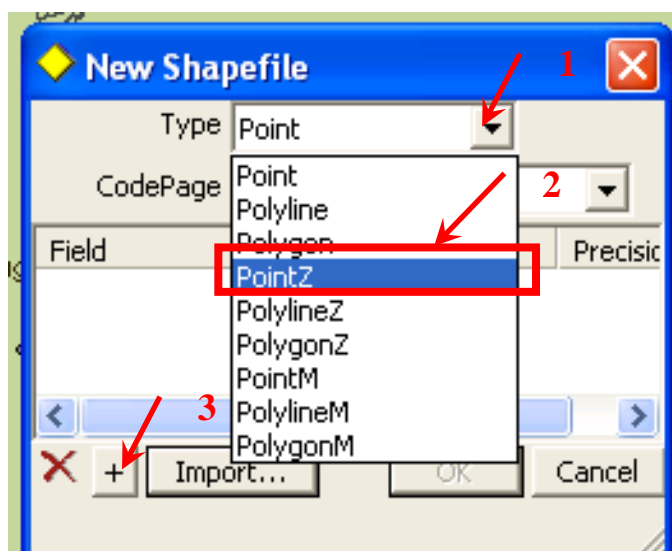 New Shapefile 1
Type Point
CodePage 2
Point
Polyline
Polygon
Field Precisic
PointZ
PolylineZ
PolygonZ
PointM
3 PolylineM
PolygonM
+ Import... OK Cancel